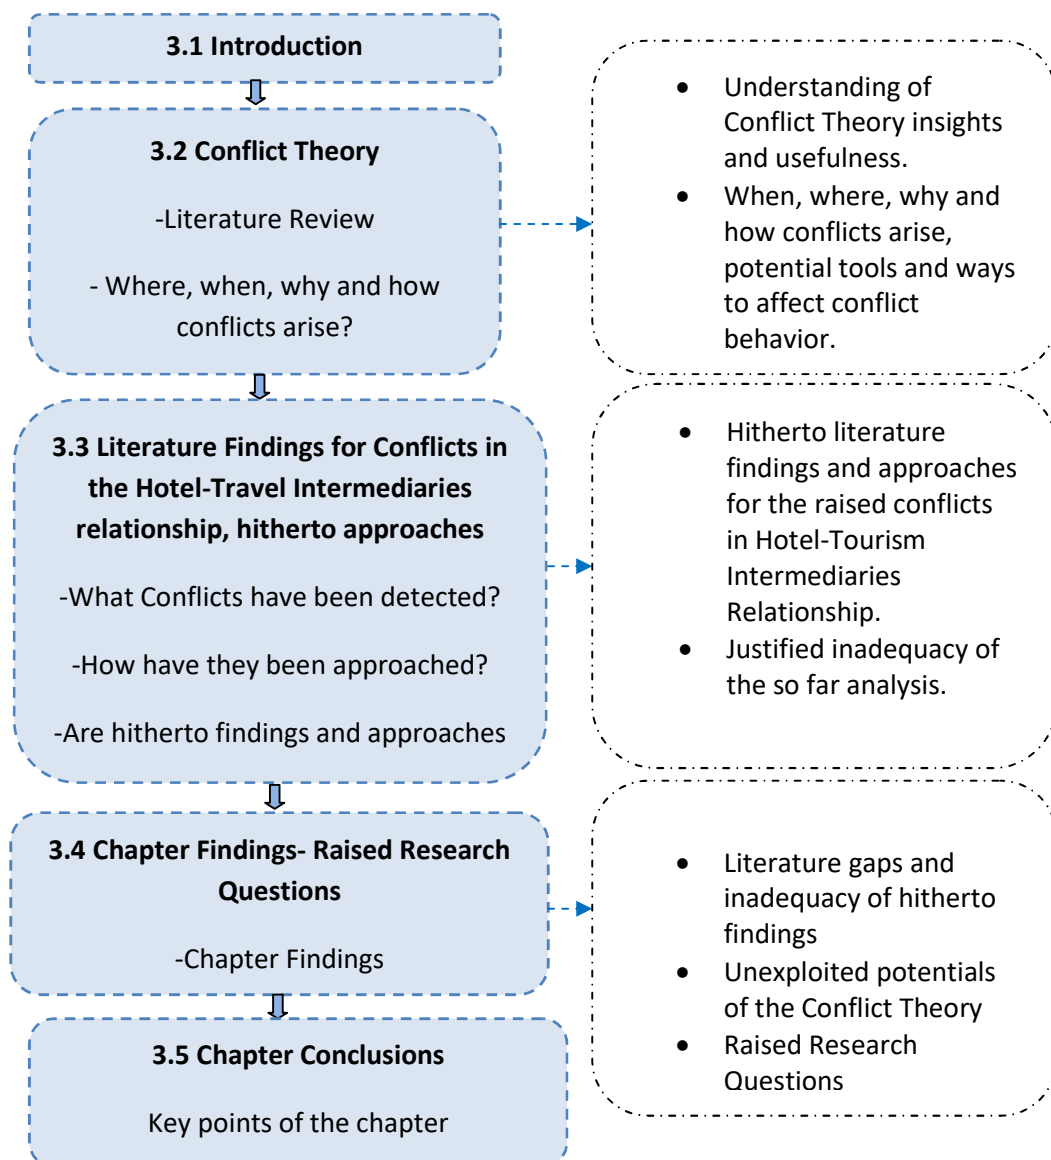 3.1 Introduction
3.2 Conflict Theory
-Literature Review
- Where, when, why and how
conflicts arise?
• Understanding of
Conflict Theory insights
and usefulness.
• When, where, why and
how conflicts arise,
potential tools and ways
to affect conflict
behavior.
3.3 Literature Findings for Conflicts in
the Hotel-Travel Intermediaries
relationship, hitherto approaches
-What Conflicts have been detected?
-How have they been approached?
-Are hitherto findings and approaches
• Hitherto literature
findings and approaches
for the raised conflicts
in Hotel-Tourism
Intermediaries
Relationship.
• Justified inadequacy of
the so far analysis.
3.4 Chapter Findings- Raised Research
Questions
-Chapter Findings
• Literature gaps and
inadequacy of hitherto
findings
• Unexploited potentials
of the Conflict Theory
• Raised Research
Questions
3.5 Chapter Conclusions
Key points of the chapter